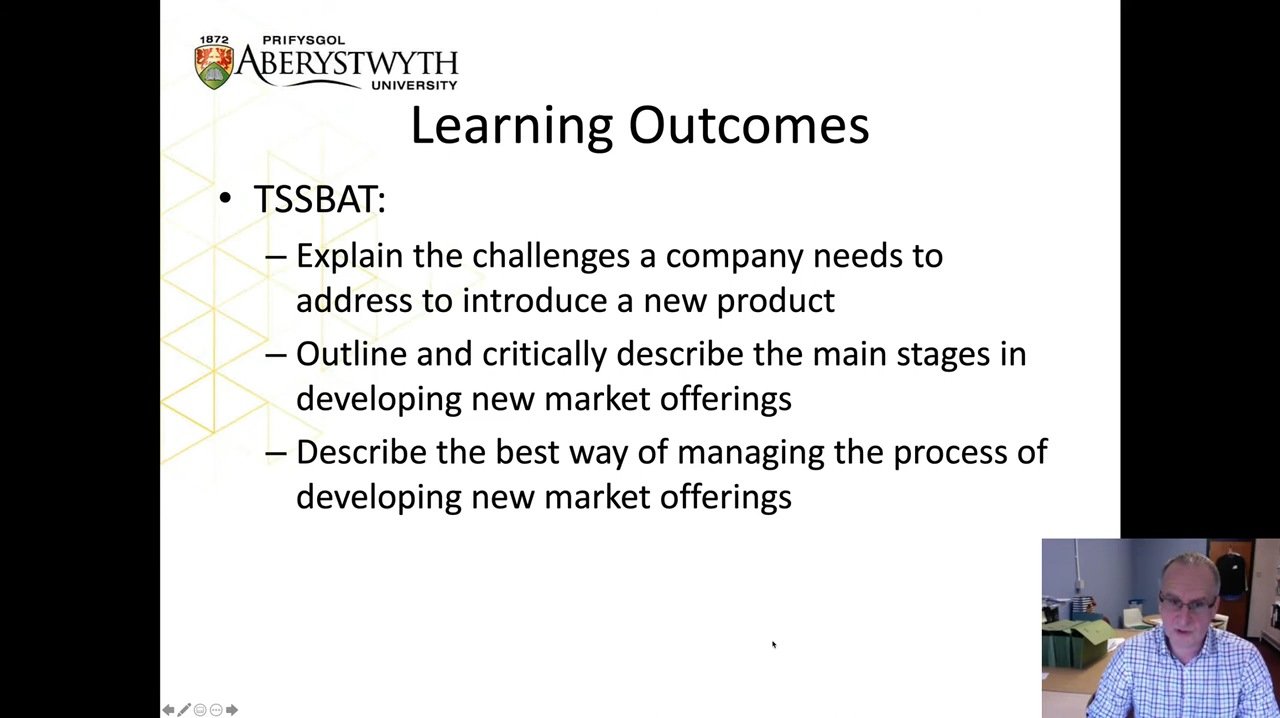 1872 PRIFYSGOL
ABERYSTWYTH
UNIVERSITY
Learning Outcomes
• TSSBAT:
– Explain the challenges a company needs to
address to introduce a new product
– Outline and critically describe the main stages in
developing new market offerings
– Describe the best way of managing the process of
developing new market offerings